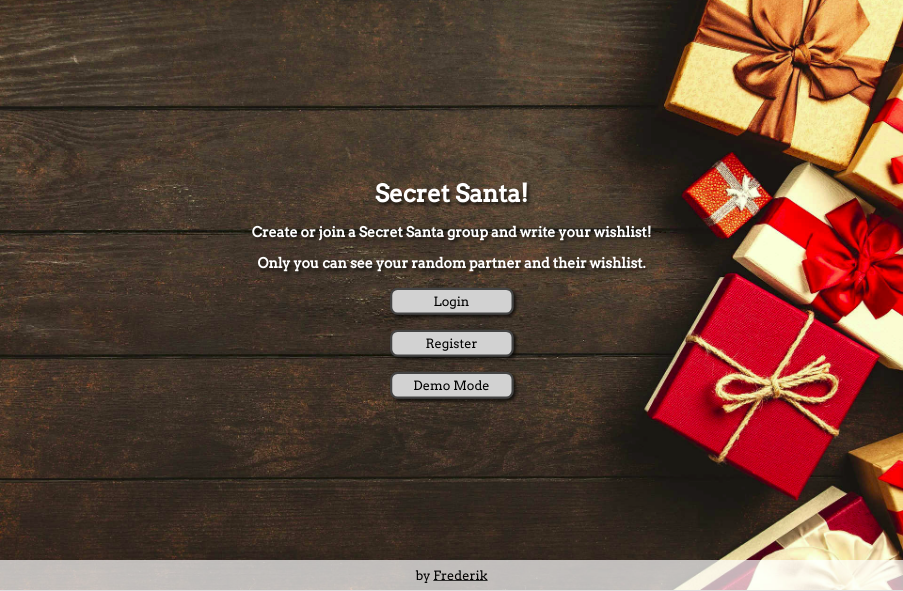 Secret Santa!
Create or join a Secret Santa group and write your wishlist!
Only you can see your random partner and their wishlist.
Login
Register
Demo Mode
by Frederik